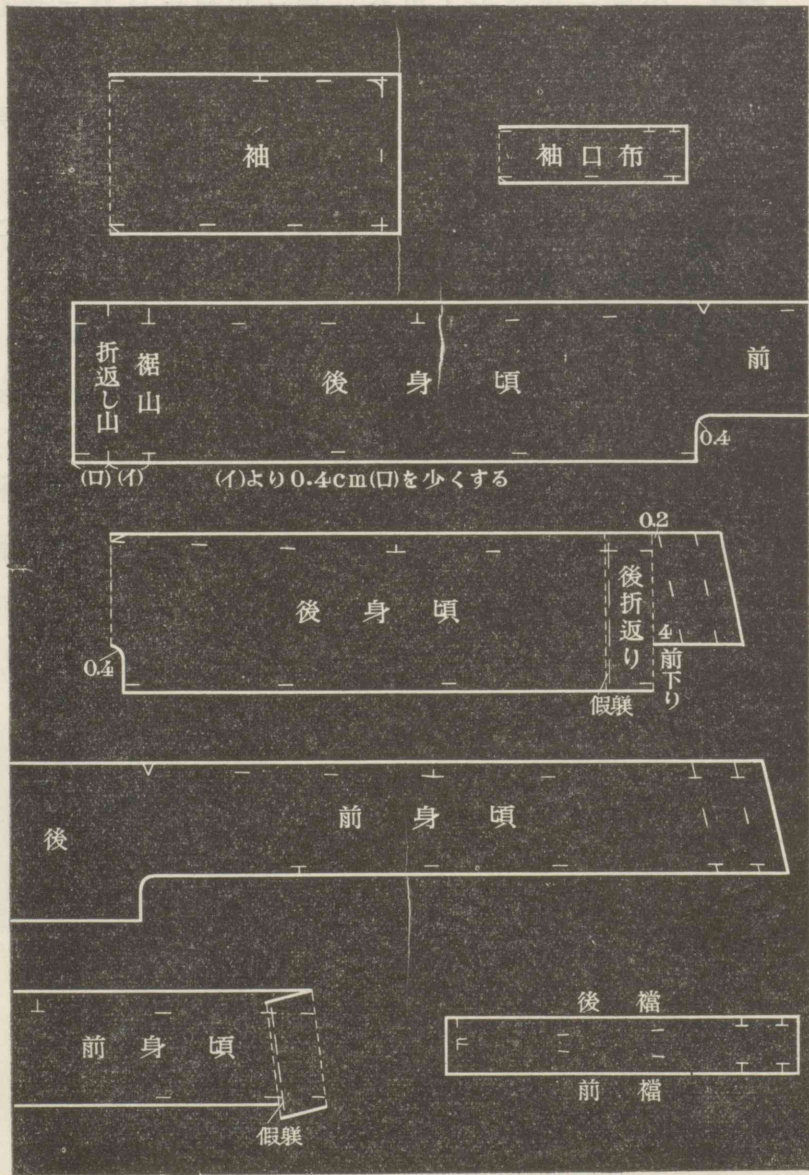 袖
袖口布
折返し山
裾山
後身頃
前
0.4
(ロ)(イ)
(イ)より0.4cm(ロ)を少くする
0.2
後身頃
後折返り
4
前下り
0.4
假躾
後
前身頃
前身頃
假躾
後襠
前襠